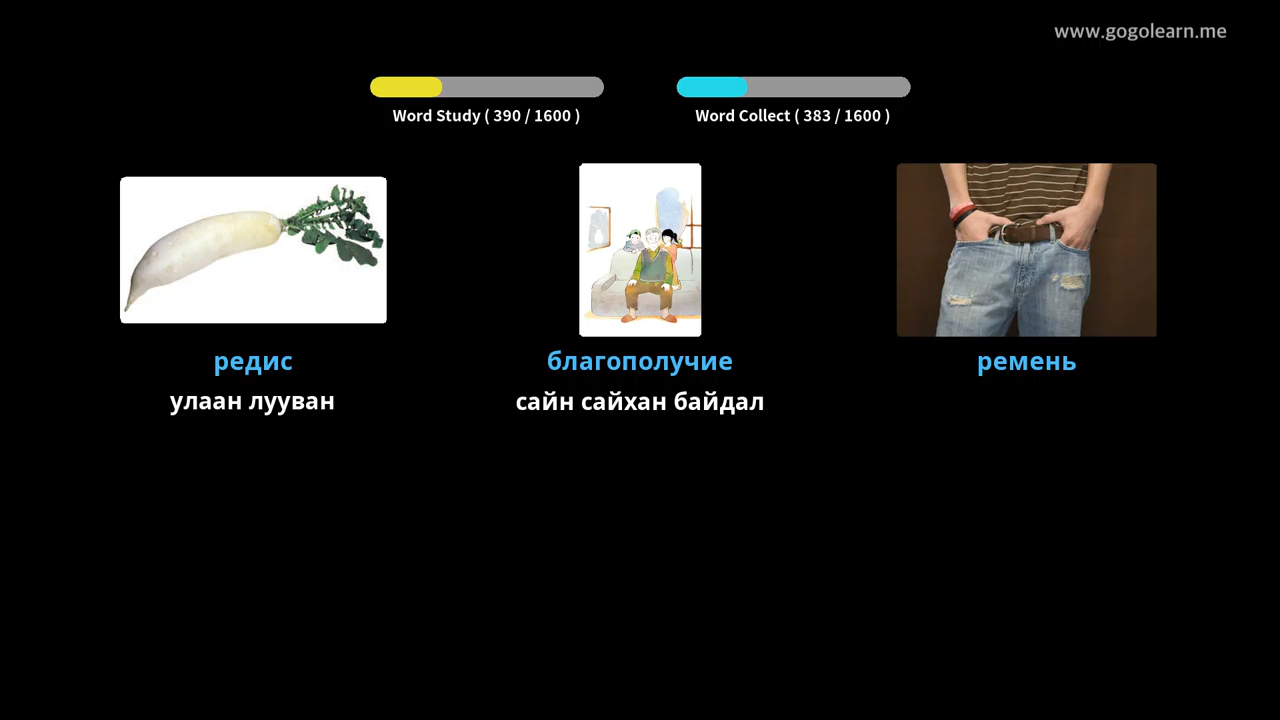 www.gogolearn.me
Word Study ( 390 / 1600 )
Word Collect ( 383 / 1600 )
редис
благополучие
ремень
улаан лууван
сайн сайхан байдал